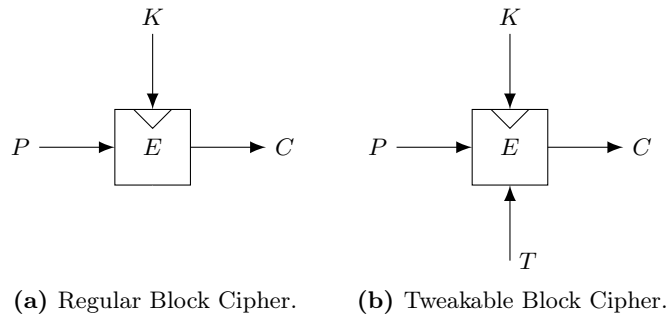 K
K
P
E
C
P
E
C
T
(a) Regular Block Cipher.
(b) Tweakable Block Cipher.